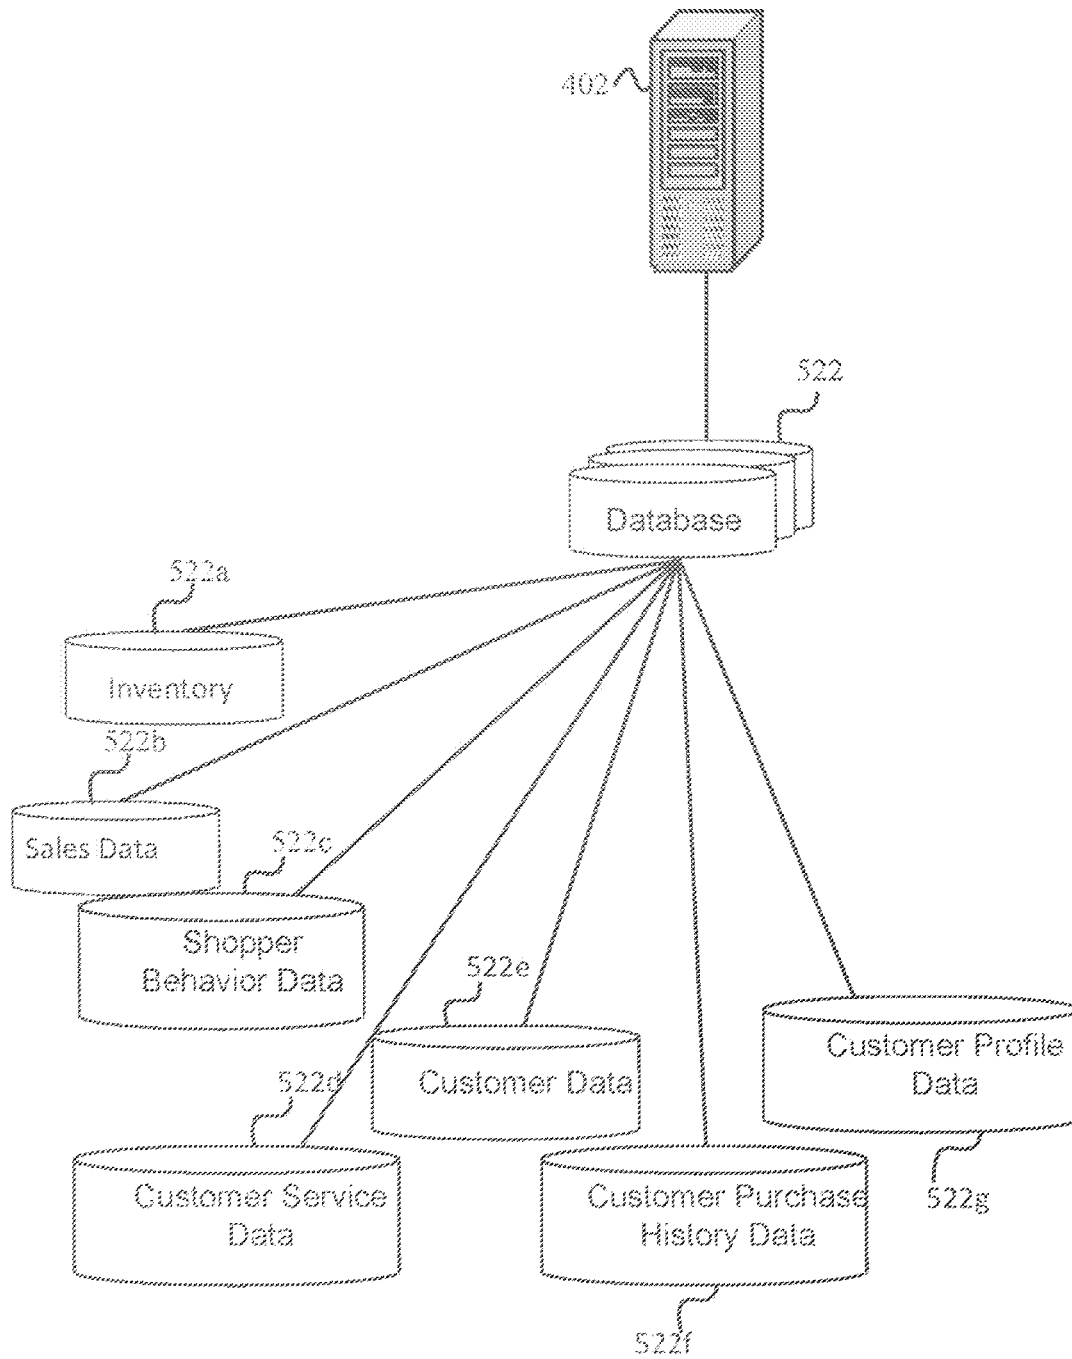 402
522
Database
522a
Inventory
522b
Sales Data
522c
Shopper
Behavior Data
522e
Customer Data
Customer Profile
Data
522g
522d
Customer Service
Data
Customer Purchase
History Data
522f